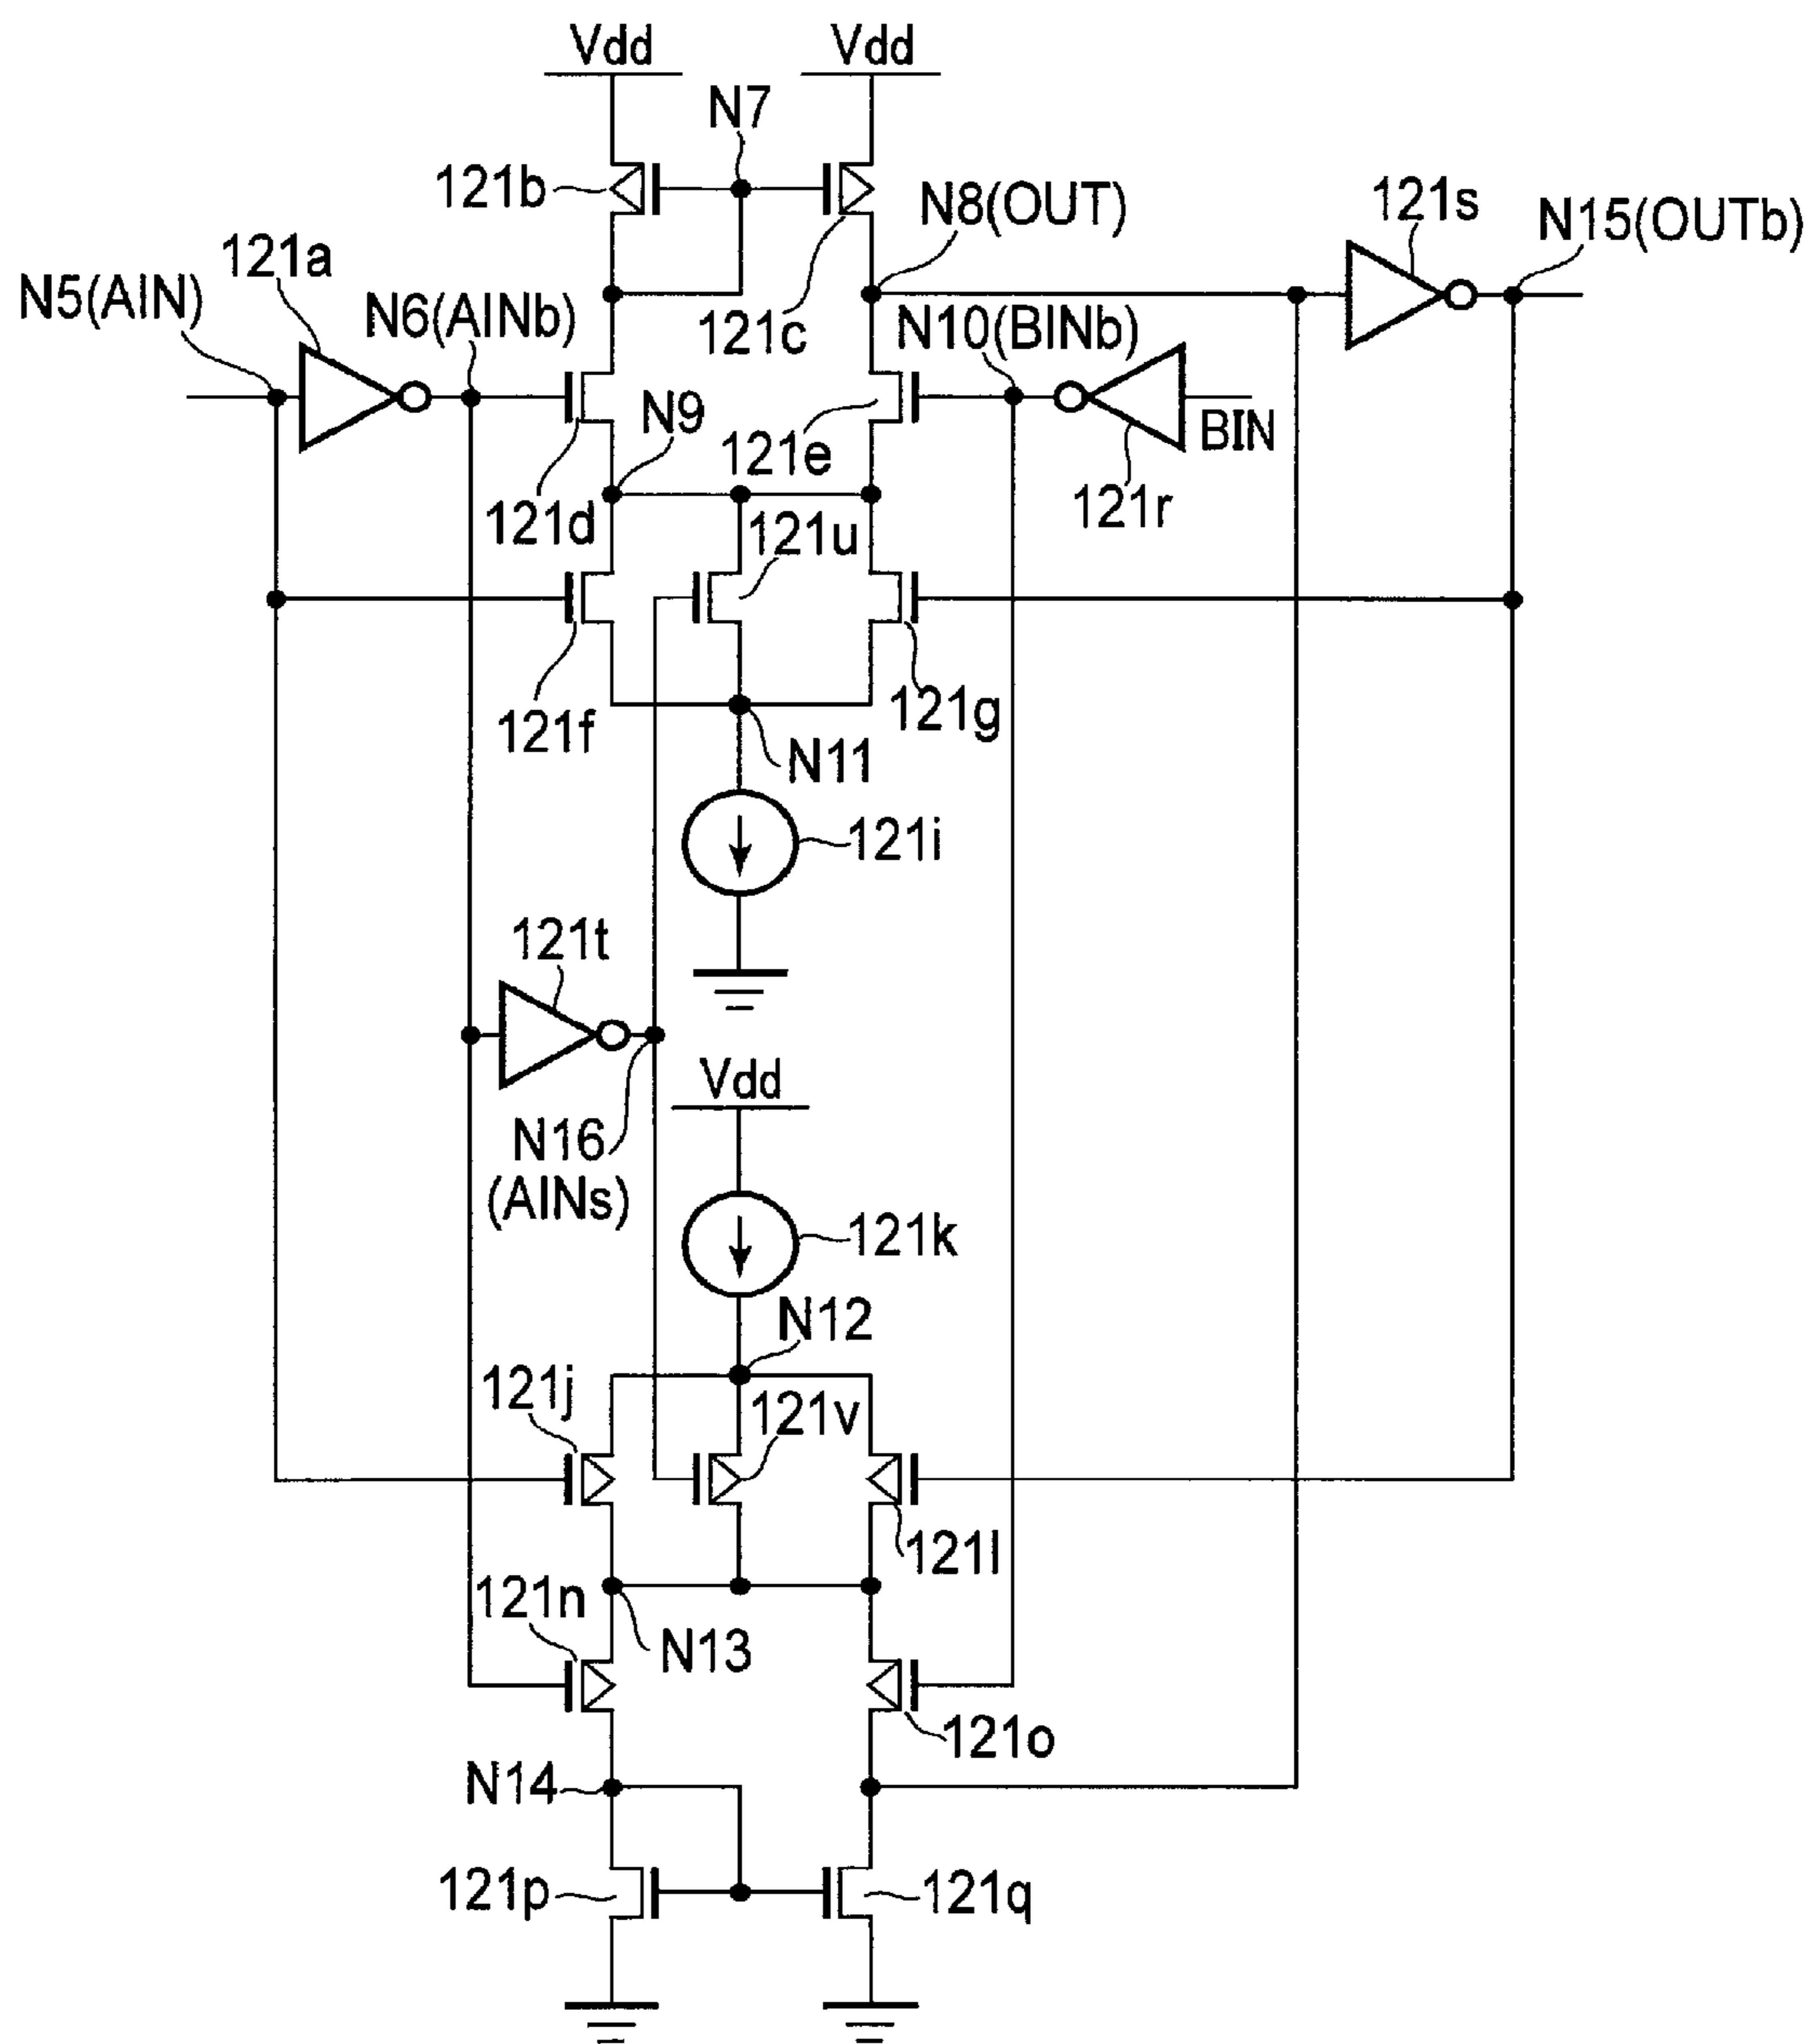 Vdd
Vdd
N7
121b
N8(OUT)
121s
N15(OUTb)
121a
N5(AIN)
N6(AINb)
121c
N10(BINb)
N9
121e
BIN
121d
121u
121r
121f
121g
N11
121i
121t
Vdd
N16
(AINs)
121k
N12
121j
121v
121l
121n
N13
121o
N14
121p
121q